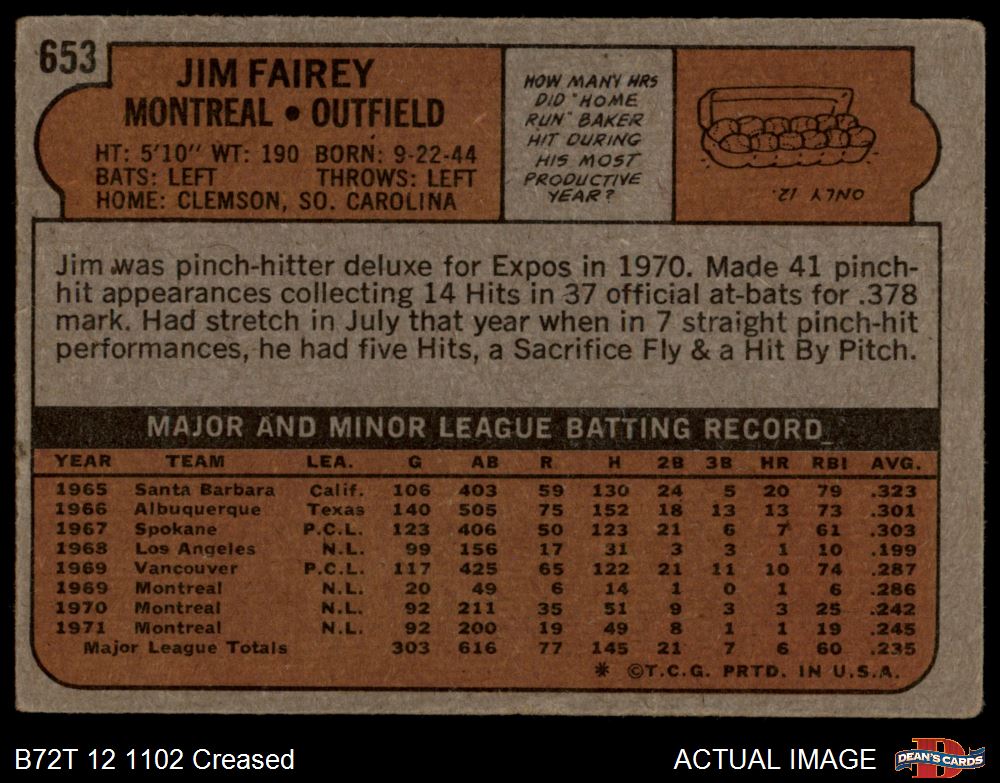 653
JIM FAIREY
MONTREAL • OUTFIELD
HT: 5'10" WT: 190 BORN: 9-22-44
BATS: LEFT THROWS: LEFT
HOME: CLEMSON, SO. CAROLINA
HOW MANY HRS
DID "HOME
RUN" BAKER
HIT DURING
HIS MOST
PRODUCTIVE
YEAR?
ONLY 12.
Jim was pinch-hitter deluxe for Expos in 1970. Made 41 pinch-
hit appearances collecting 14 Hits in 37 official at-bats for .378
mark. Had stretch in July that year when in 7 straight pinch-hit
performances, he had five Hits, a Sacrifice Fly & a Hit By Pitch.
MAJOR AND MINOR LEAGUE BATTING RECORD
YEAR TEAM LEA. G AB R H 2B 3B HR RBI AVG.
1965 Santa Barbara Calif. 106 403 59 130 24 5 20 79 .323
1966 Albuquerque Texas 140 505 75 152 18 13 13 73 .301
1967 Spokane P.C.L. 123 406 50 123 21 6 7 61 .303
1968 Los Angeles N.L. 99 156 17 31 3 3 1 10 .199
1969 Vancouver P.C.L. 117 425 65 122 21 11 10 74 .287
1969 Montreal N.L. 20 49 6 14 1 0 1 6 .286
1970 Montreal N.L. 92 211 35 51 9 3 3 25 .242
1971 Montreal N.L. 92 200 19 49 8 1 1 19 .245
Major League Totals 303 616 77 145 21 7 6 60 .235
* ©T.C.G. PRTD. IN U.S.A.
B72T 12 1102 Creased
ACTUAL IMAGE
D
DEAN'S CARDS